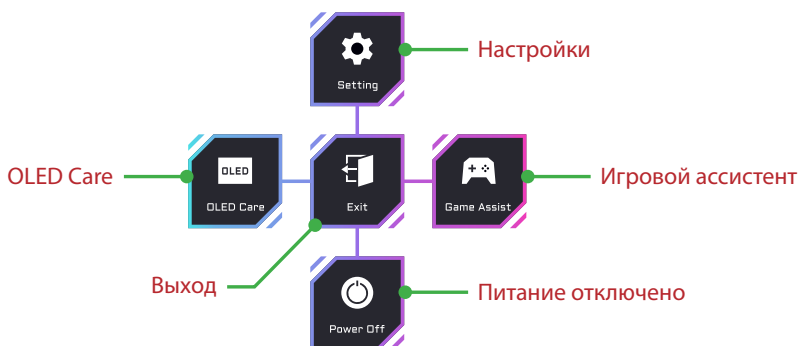 Настройки
Setting
OLED Care
OLED
OLED Care
Exit
Game Assist
Игровой ассистент
Выход
Питание отключено
Power Off